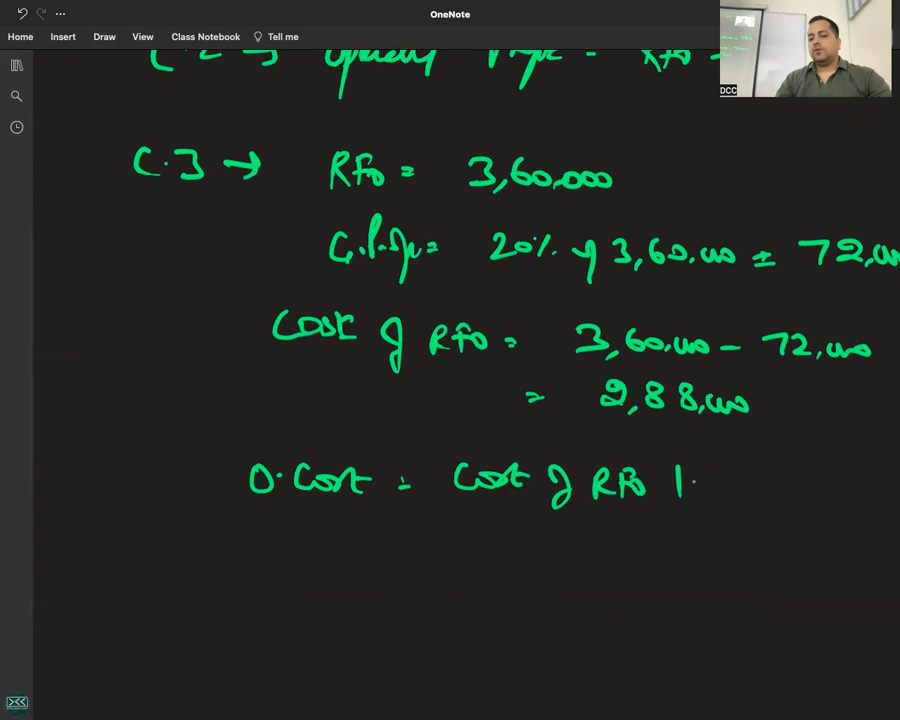 OneNote
Home Insert Draw View Class Notebook Tell me
DCC
C.3 → RFO = 3,60,000
G.P. = 20% of 3,60,000 = 72,000
Cost of RFO = 3,60,000 - 72,000
= 2,88,000
O. Cost = Cost of RFO